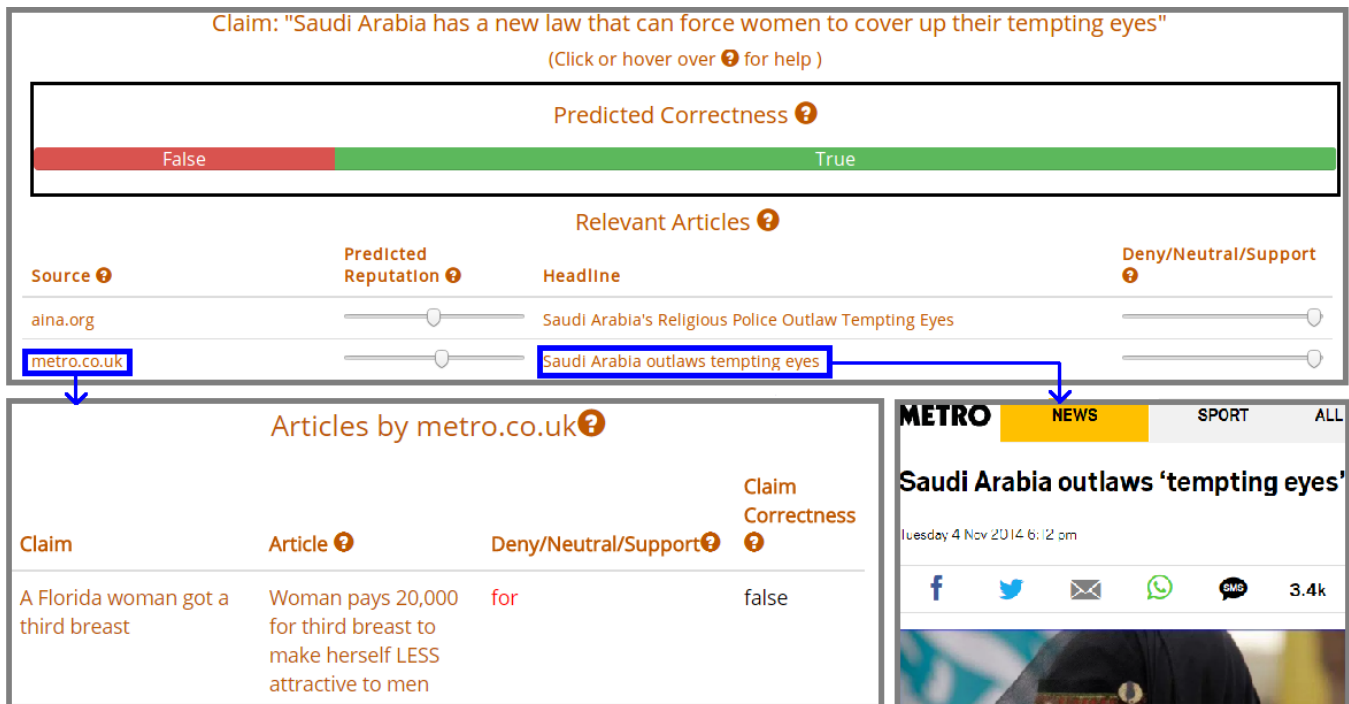 Claim: "Saudi Arabia has a new law that can force women to cover up their tempting eyes"
(Click or hover over ? for help )
Predicted Correctness ?
False True
Relevant Articles ?
Source ? Predicted Reputation ? Headline Deny/Neutral/Support ?
aina.org Saudi Arabia's Religious Police Outlaw Tempting Eyes
metro.co.uk Saudi Arabia outlaws tempting eyes
Articles by metro.co.uk?
Claim Article ? Deny/Neutral/Support? Claim Correctness ?
A Florida woman got a third breast
Woman pays 20,000 for third breast to make herself LESS attractive to men
for
false
METRO NEWS SPORT ALL
Saudi Arabia outlaws ‘tempting eyes’
Tuesday 4 Nov 2014 6:12 pm
SMS 3.4k